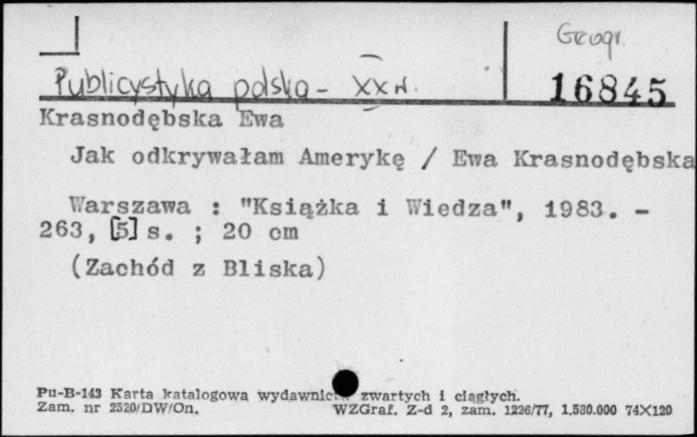 Geogr.
Publicystyka polska - XX w. 16845
Krasnodębska Ewa
Jak odkrywałam Amerykę / Ewa Krasnodębska
Warszawa : "Książka i Wiedza", 1983. -
263, [5] s. ; 20 cm
(Zachód z Bliska)
Pu-B-143 Karta katalogowa wydawnictw zwartych i ciągłych.
Zam. nr 2520/DW/On. WZGraf. Z-d 2, zam. 1226/77, 1.500.000 74X120